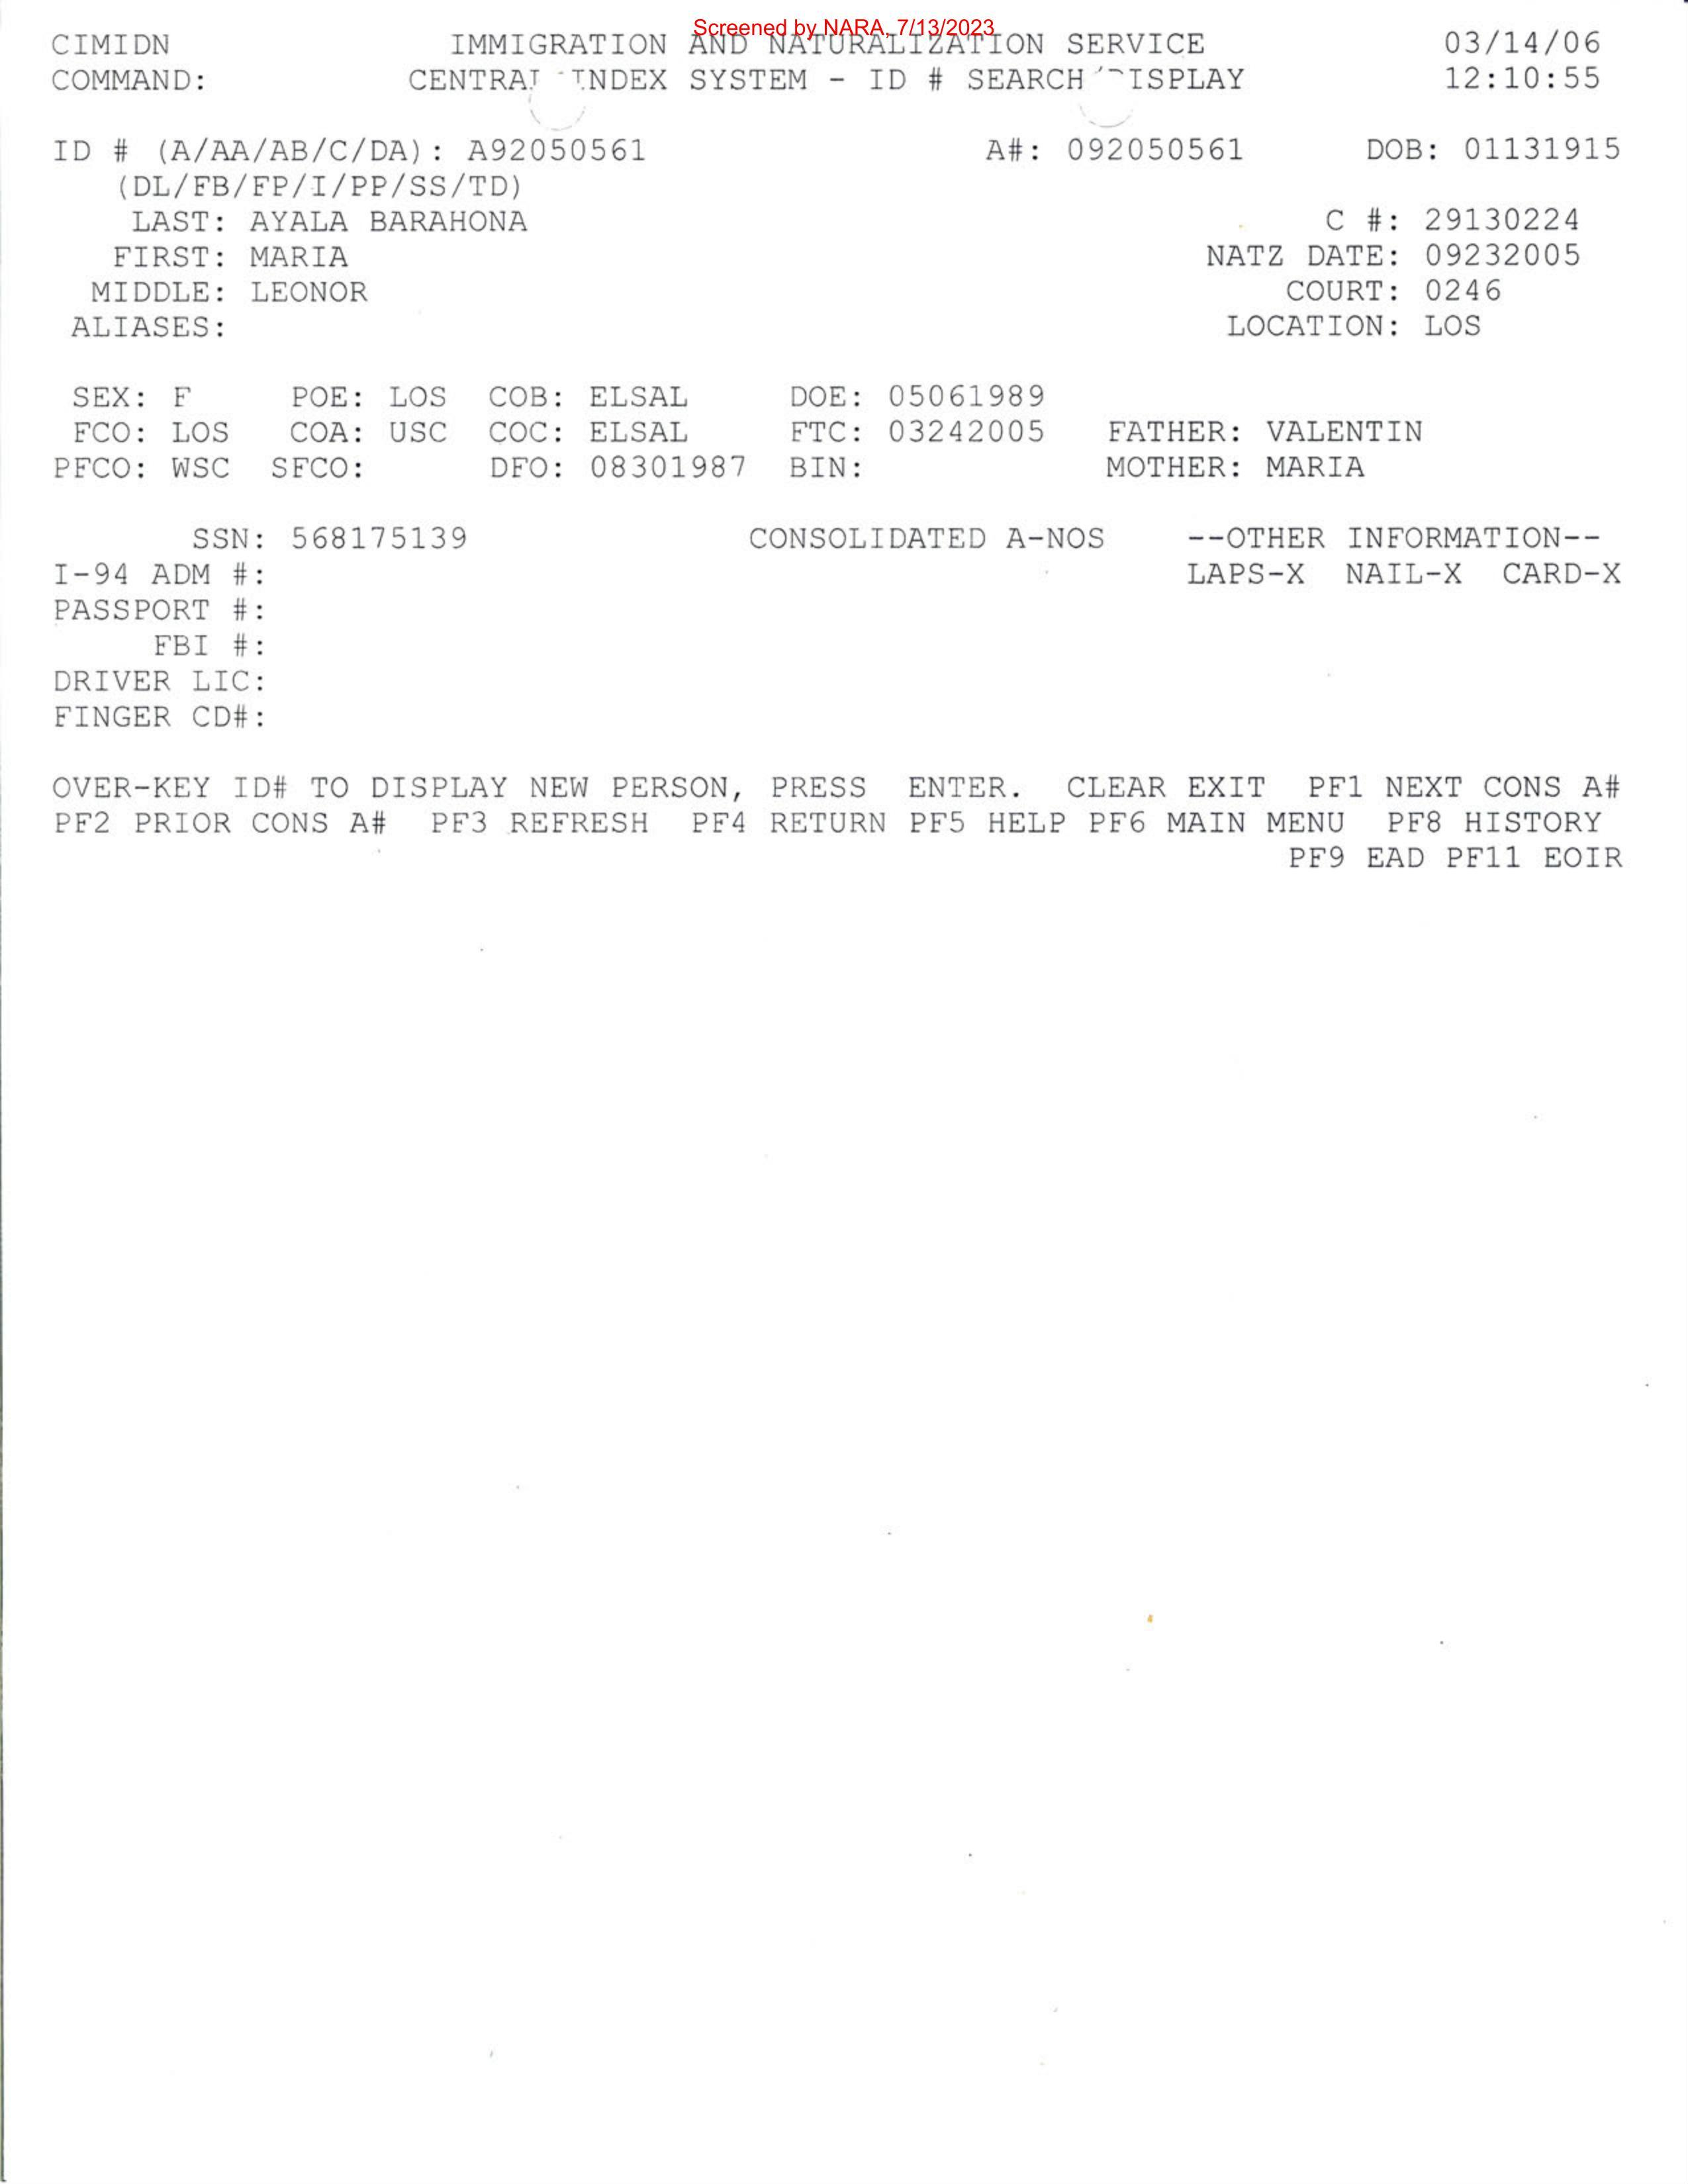 Screened by NARA, 7/13/2023
CIMIDN IMMIGRATION AND NATURALIZATION SERVICE 03/14/06
COMMAND: CENTRAL INDEX SYSTEM - ID # SEARCH DISPLAY 12:10:55
ID # (A/AA/AB/C/DA): A92050561 A#: 092050561 DOB: 01131915
(DL/FB/FP/I/PP/SS/TD)
LAST: AYALA BARAHONA C #: 29130224
FIRST: MARIA NATZ DATE: 09232005
MIDDLE: LEONOR COURT: 0246
ALIASES: LOCATION: LOS
SEX: F POE: LOS COB: ELSAL DOE: 05061989
FCO: LOS COA: USC COC: ELSAL FTC: 03242005 FATHER: VALENTIN
PFCO: WSC SFCO: DFO: 08301987 BIN: MOTHER: MARIA
SSN: 568175139 CONSOLIDATED A-NOS --OTHER INFORMATION--
I-94 ADM #: LAPS-X NAIL-X CARD-X
PASSPORT #:
FBI #:
DRIVER LIC:
FINGER CD#:
OVER-KEY ID# TO DISPLAY NEW PERSON, PRESS ENTER. CLEAR EXIT PF1 NEXT CONS A#
PF2 PRIOR CONS A# PF3 REFRESH PF4 RETURN PF5 HELP PF6 MAIN MENU PF8 HISTORY
PF9 EAD PF11 EOIR